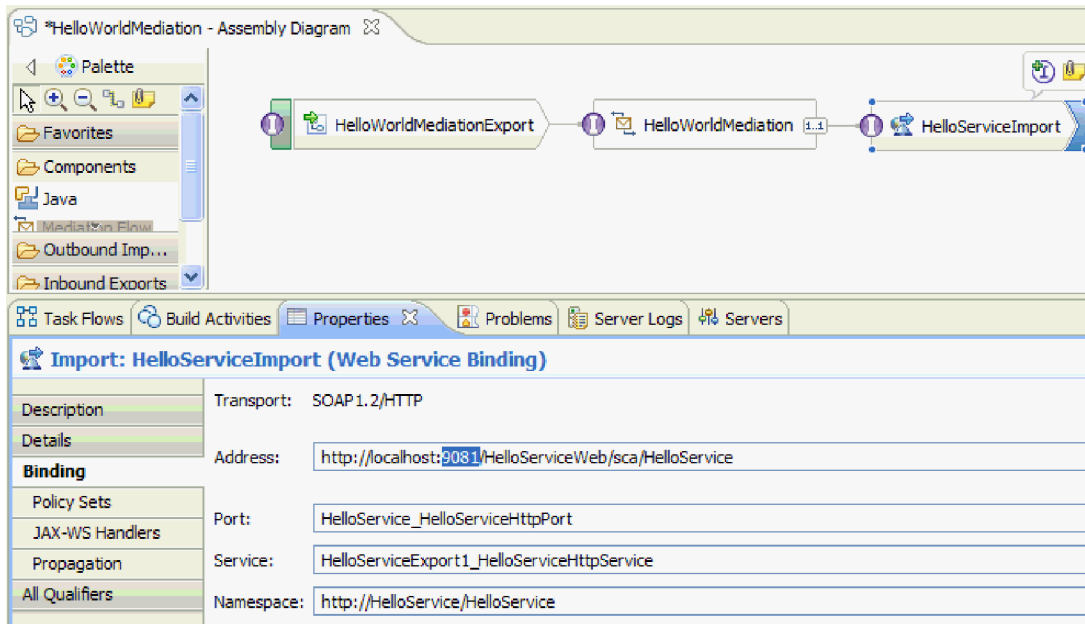 *HelloWorldMediation - Assembly Diagram
Palette
Favorites
Components
Java
Mediation Flow
Outbound Imp...
Inbound Exports
HelloWorldMediationExport
HelloWorldMediation
1..1
HelloServiceImport
Task Flows Build Activities Properties Problems Server Logs Servers
Import: HelloServiceImport (Web Service Binding)
Description
Details
Binding
Policy Sets
JAX-WS Handlers
Propagation
All Qualifiers
Transport: SOAP1.2/HTTP
Address: http://localhost:9081/HelloServiceWeb/sca/HelloService
Port: HelloService_HelloServiceHttpPort
Service: HelloServiceExport1_HelloServiceHttpService
Namespace: http://HelloService/HelloService